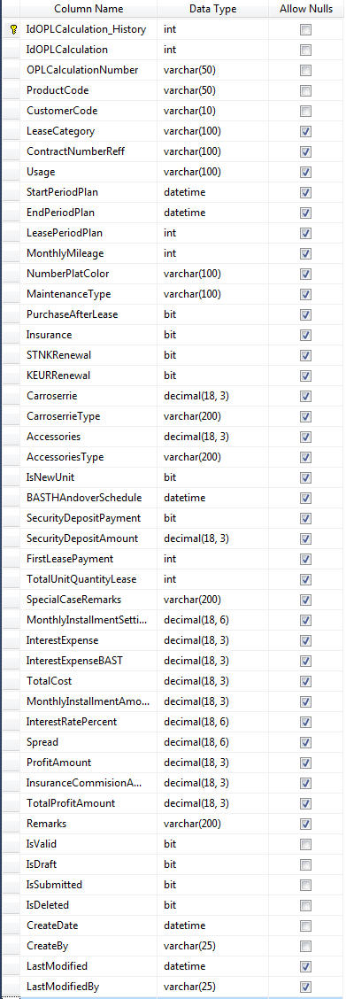 Column Name Data Type Allow Nulls
IdOPLCalculation_History int
IdOPLCalculation int
OPLCalculationNumber varchar(50)
ProductCode varchar(50)
CustomerCode varchar(10)
LeaseCategory varchar(100)
ContractNumberReff varchar(100)
Usage varchar(100)
StartPeriodPlan datetime
EndPeriodPlan datetime
LeasePeriodPlan int
MonthlyMileage int
NumberPlatColor varchar(100)
MaintenanceType varchar(100)
PurchaseAfterLease bit
Insurance bit
STNKRenewal bit
KEURRenewal bit
Carroserrie decimal(18, 3)
CarroserrieType varchar(200)
Accessories decimal(18, 3)
AccessoriesType varchar(200)
IsNewUnit bit
BASTHAndoverSchedule datetime
SecurityDepositPayment bit
SecurityDepositAmount decimal(18, 3)
FirstLeasePayment int
TotalUnitQuantityLease int
SpecialCaseRemarks varchar(200)
MonthlyInstallmentSetti... decimal(18, 6)
InterestExpense decimal(18, 3)
InterestExpenseBAST decimal(18, 3)
TotalCost decimal(18, 3)
MonthlyInstallmentAmo... decimal(18, 3)
InterestRatePercent decimal(18, 6)
Spread decimal(18, 6)
ProfitAmount decimal(18, 3)
InsuranceCommisionA... decimal(18, 3)
TotalProfitAmount decimal(18, 3)
Remarks varchar(200)
IsValid bit
IsDraft bit
IsSubmitted bit
IsDeleted bit
CreateDate datetime
CreateBy varchar(25)
LastModified datetime
LastModifiedBy varchar(25)